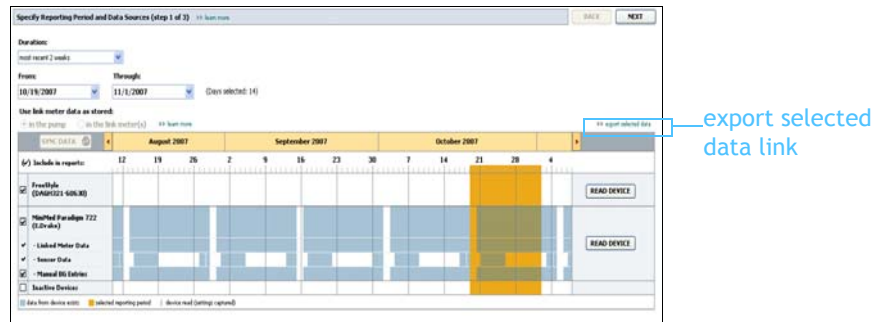 Specify Reporting Period and Data Sources (step 1 of 3) >> learn more
BACK NEXT
Duration:
most recent 2 weeks
From: Through:
10/19/2007 11/1/2007 (Days selected: 14)
Use link meter data as stored:
in the pump in the link meter(s) >> learn more
>> export selected data
export selected
data link
SYNC DATA August 2007 September 2007 October 2007
(✓) Include in reports: 12 19 26 2 9 16 23 30 7 14 21 28 4
FreeStyle
READ DEVICE
MiniMed Paradigm 722
(LDrake)
- Linked Meter Data
READ DEVICE
- Sensor Data
- Manual BG Entries
Inactive Devices
data from device exists selected reporting period | device read (settings captured)